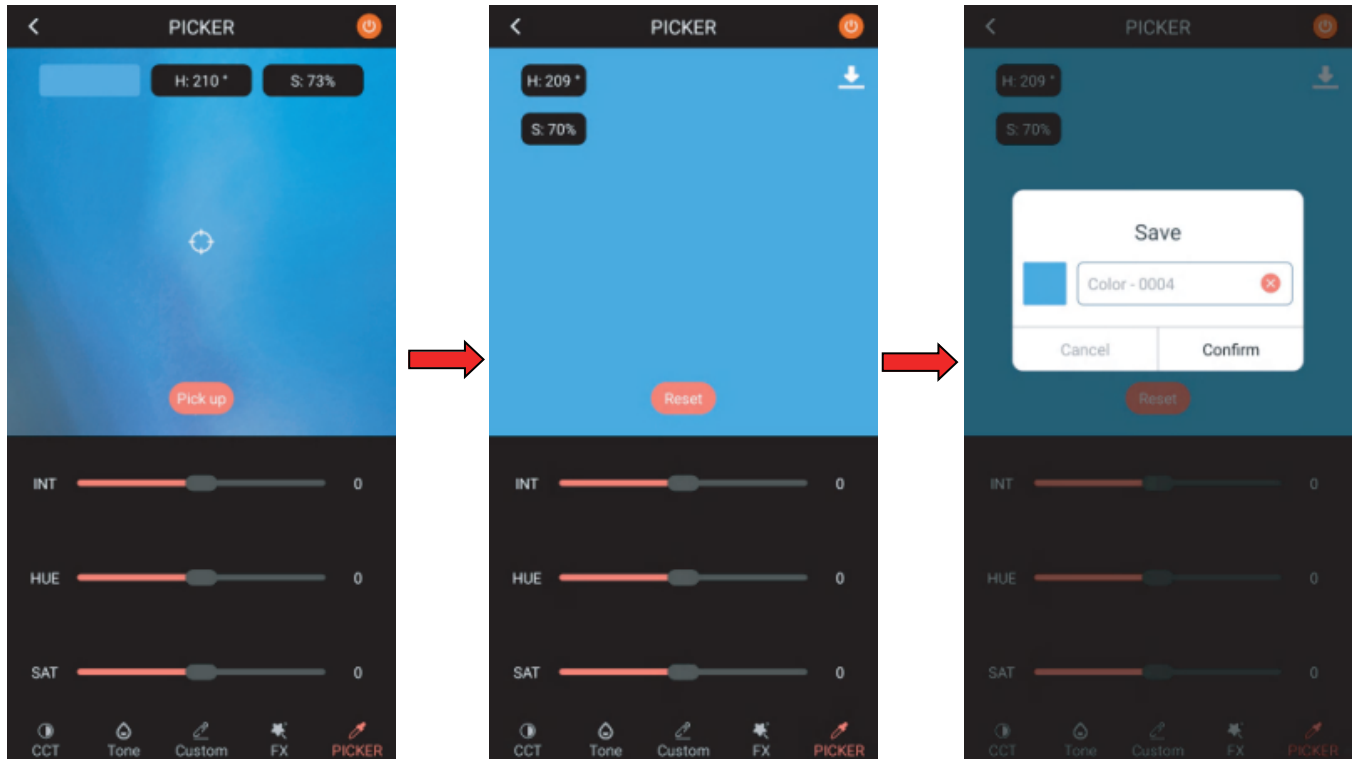 PICKER
H: 210 °
S: 73%
Pick up
INT
0
HUE
0
SAT
0
CCT
Tone
Custom
FX
PICKER
PICKER
H: 209 °
S: 70%
Reset
INT
0
HUE
0
SAT
0
CCT
Tone
Custom
FX
PICKER
PICKER
H: 209 °
S: 70%
Save
Color - 0004
Cancel
Confirm
Reset
INT
0
HUE
0
SAT
0
CCT
Tone
Custom
FX
PICKER